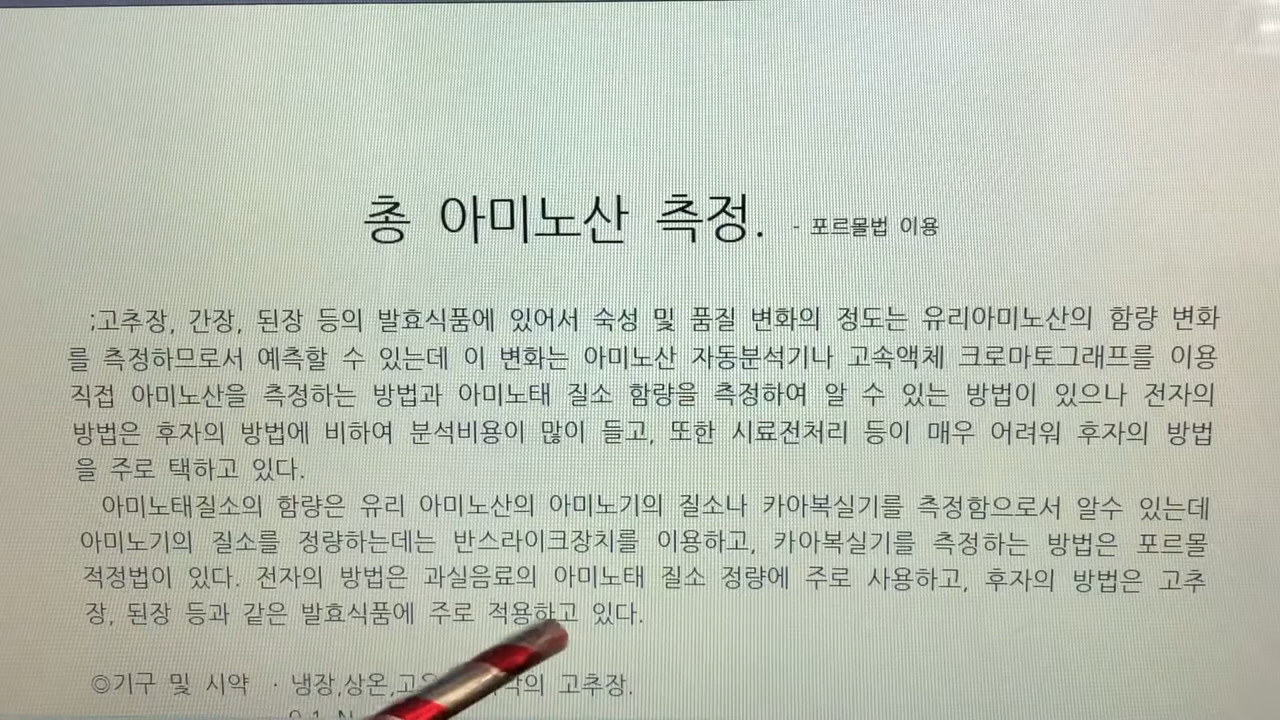 총 아미노산 측정. - 포르몰법 이용
;고추장, 간장, 된장 등의 발효식품에 있어서 숙성 및 품질 변화의 정도는 유리아미노산의 함량 변화
를 측정하므로서 예측할 수 있는데 이 변화는 아미노산 자동분석기나 고속액체 크로마토그래프를 이용
직접 아미노산을 측정하는 방법과 아미노태 질소 함량을 측정하여 알 수 있는 방법이 있으나 전자의
방법은 후자의 방법에 비하여 분석비용이 많이 들고, 또한 시료전처리 등이 매우 어려워 후자의 방법
을 주로 택하고 있다.
아미노태질소의 함량은 유리 아미노산의 아미노기의 질소나 카아복실기를 측정함으로서 알수 있는데
아미노기의 질소를 정량하는데는 반스라이크장치를 이용하고, 카아복실기를 측정하는 방법은 포르몰
적정법이 있다. 전자의 방법은 과실음료의 아미노태 질소 정량에 주로 사용하고, 후자의 방법은 고추
장, 된장 등과 같은 발효식품에 주로 적용하고 있다.
◎기구 및 시약 · 냉장,상온, 고추장.